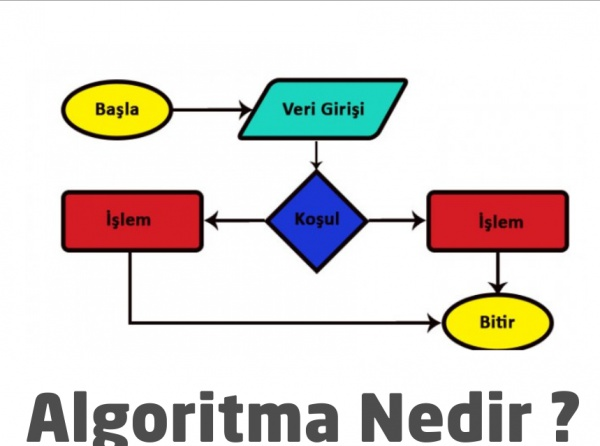 Başla
Veri Girişi
İşlem
Koşul
İşlem
Bitir
Algoritma Nedir ?